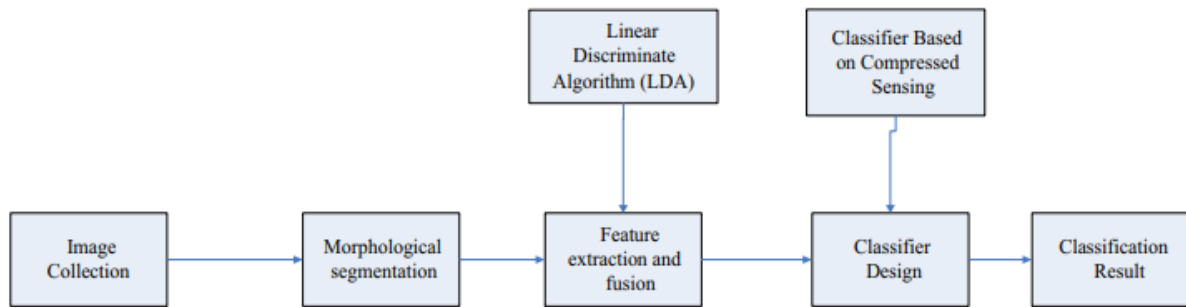 Linear
Discriminate
Algorithm (LDA)
Classifier Based
on Compressed
Sensing
Image
Collection
Morphological
segmentation
Feature
extraction and
fusion
Classifier
Design
Classification
Result